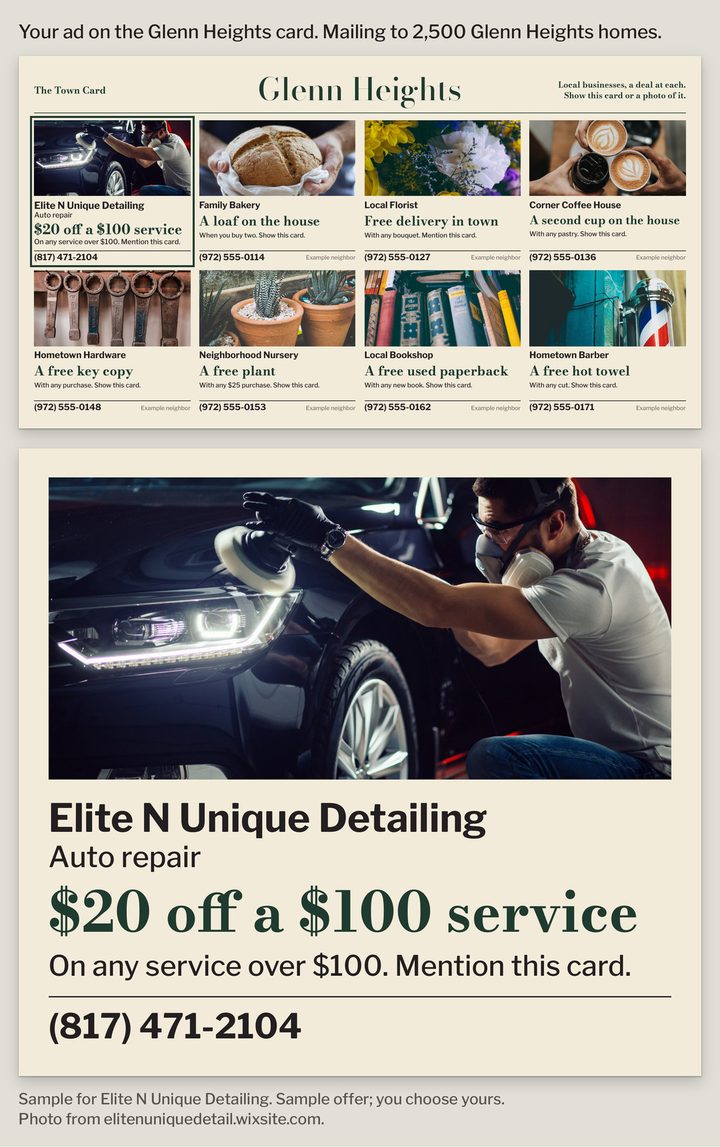 Your ad on the Glenn Heights card. Mailing to 2,500 Glenn Heights homes.
The Town Card
Glenn Heights
Local businesses, a deal at each.
Show this card or a photo of it.
Elite N Unique Detailing
Auto repair
$20 off a $100 service
On any service over $100. Mention this card.
(817) 471-2104
Family Bakery
A loaf on the house
When you buy two. Show this card.
(972) 555-0114
Example neighbor
Local Florist
Free delivery in town
With any bouquet. Mention this card.
(972) 555-0127
Example neighbor
Corner Coffee House
A second cup on the house
With any pastry. Show this card.
(972) 555-0136
Example neighbor
Hometown Hardware
A free key copy
With any purchase. Show this card.
(972) 555-0148
Example neighbor
Neighborhood Nursery
A free plant
With any $25 purchase. Show this card.
(972) 555-0153
Example neighbor
Local Bookshop
A free used paperback
With any new book. Show this card.
(972) 555-0162
Example neighbor
Hometown Barber
A free hot towel
With any cut. Show this card.
(972) 555-0171
Example neighbor
Elite N Unique Detailing
Auto repair
$20 off a $100 service
On any service over $100. Mention this card.
(817) 471-2104
Sample for Elite N Unique Detailing. Sample offer; you choose yours.
Photo from elitenuniquedetail.wixsite.com.